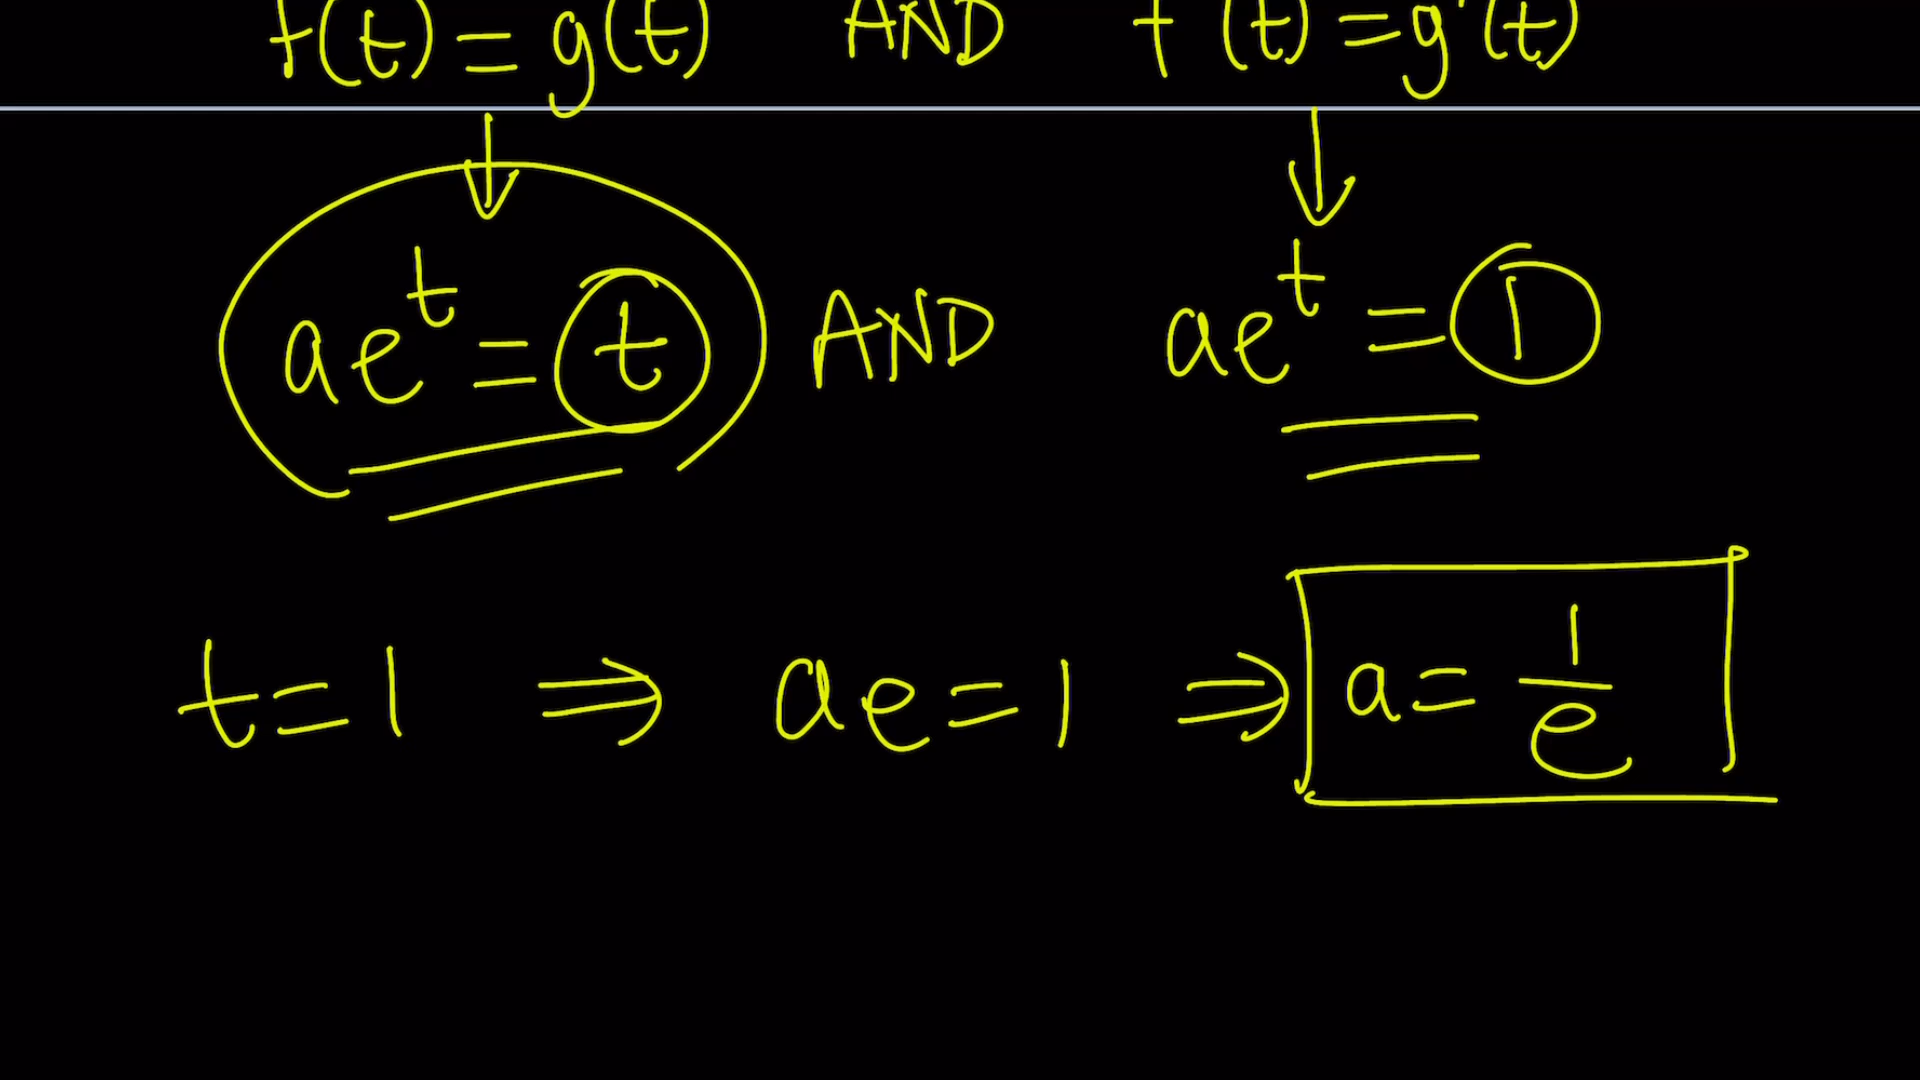 f(t) = g(t) AND f'(t) = g'(t)
ae^t = t AND ae^t = 1
t = 1 ⇒ ae = 1 ⇒ a = 1/e